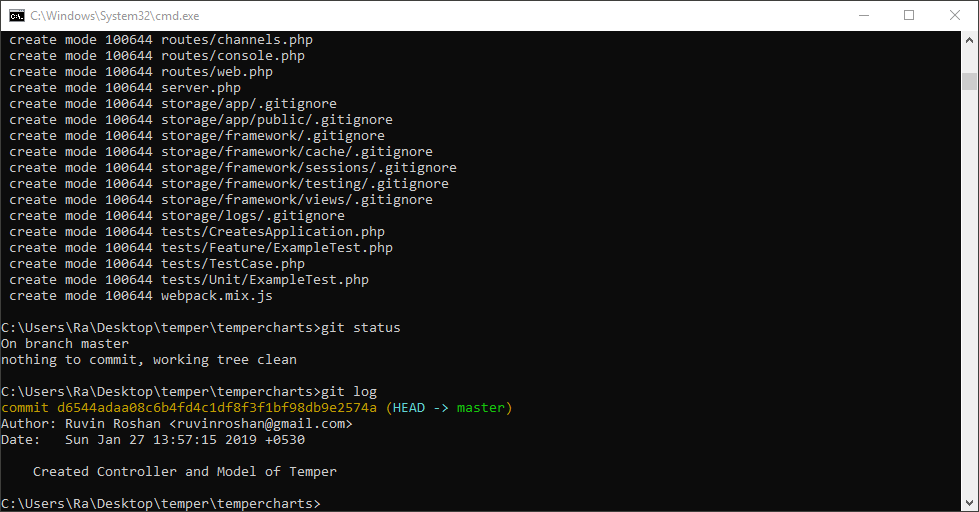 C:\Windows\System32\cmd.exe
create mode 100644 routes/channels.php
create mode 100644 routes/console.php
create mode 100644 routes/web.php
create mode 100644 server.php
create mode 100644 storage/app/.gitignore
create mode 100644 storage/app/public/.gitignore
create mode 100644 storage/framework/.gitignore
create mode 100644 storage/framework/cache/.gitignore
create mode 100644 storage/framework/sessions/.gitignore
create mode 100644 storage/framework/testing/.gitignore
create mode 100644 storage/framework/views/.gitignore
create mode 100644 storage/logs/.gitignore
create mode 100644 tests/CreatesApplication.php
create mode 100644 tests/Feature/ExampleTest.php
create mode 100644 tests/TestCase.php
create mode 100644 tests/Unit/ExampleTest.php
create mode 100644 webpack.mix.js
C:\Users\Ra\Desktop\temper\tempercharts>git status
On branch master
nothing to commit, working tree clean
C:\Users\Ra\Desktop\temper\tempercharts>git log
commit d6544adaa08c6b4fd4c1df8f3f1bf98db9e2574a (HEAD -> master)
Author: Ruvin Roshan <ruvinroshan@gmail.com>
Date:   Sun Jan 27 13:57:15 2019 +0530
Created Controller and Model of Temper
C:\Users\Ra\Desktop\temper\tempercharts>